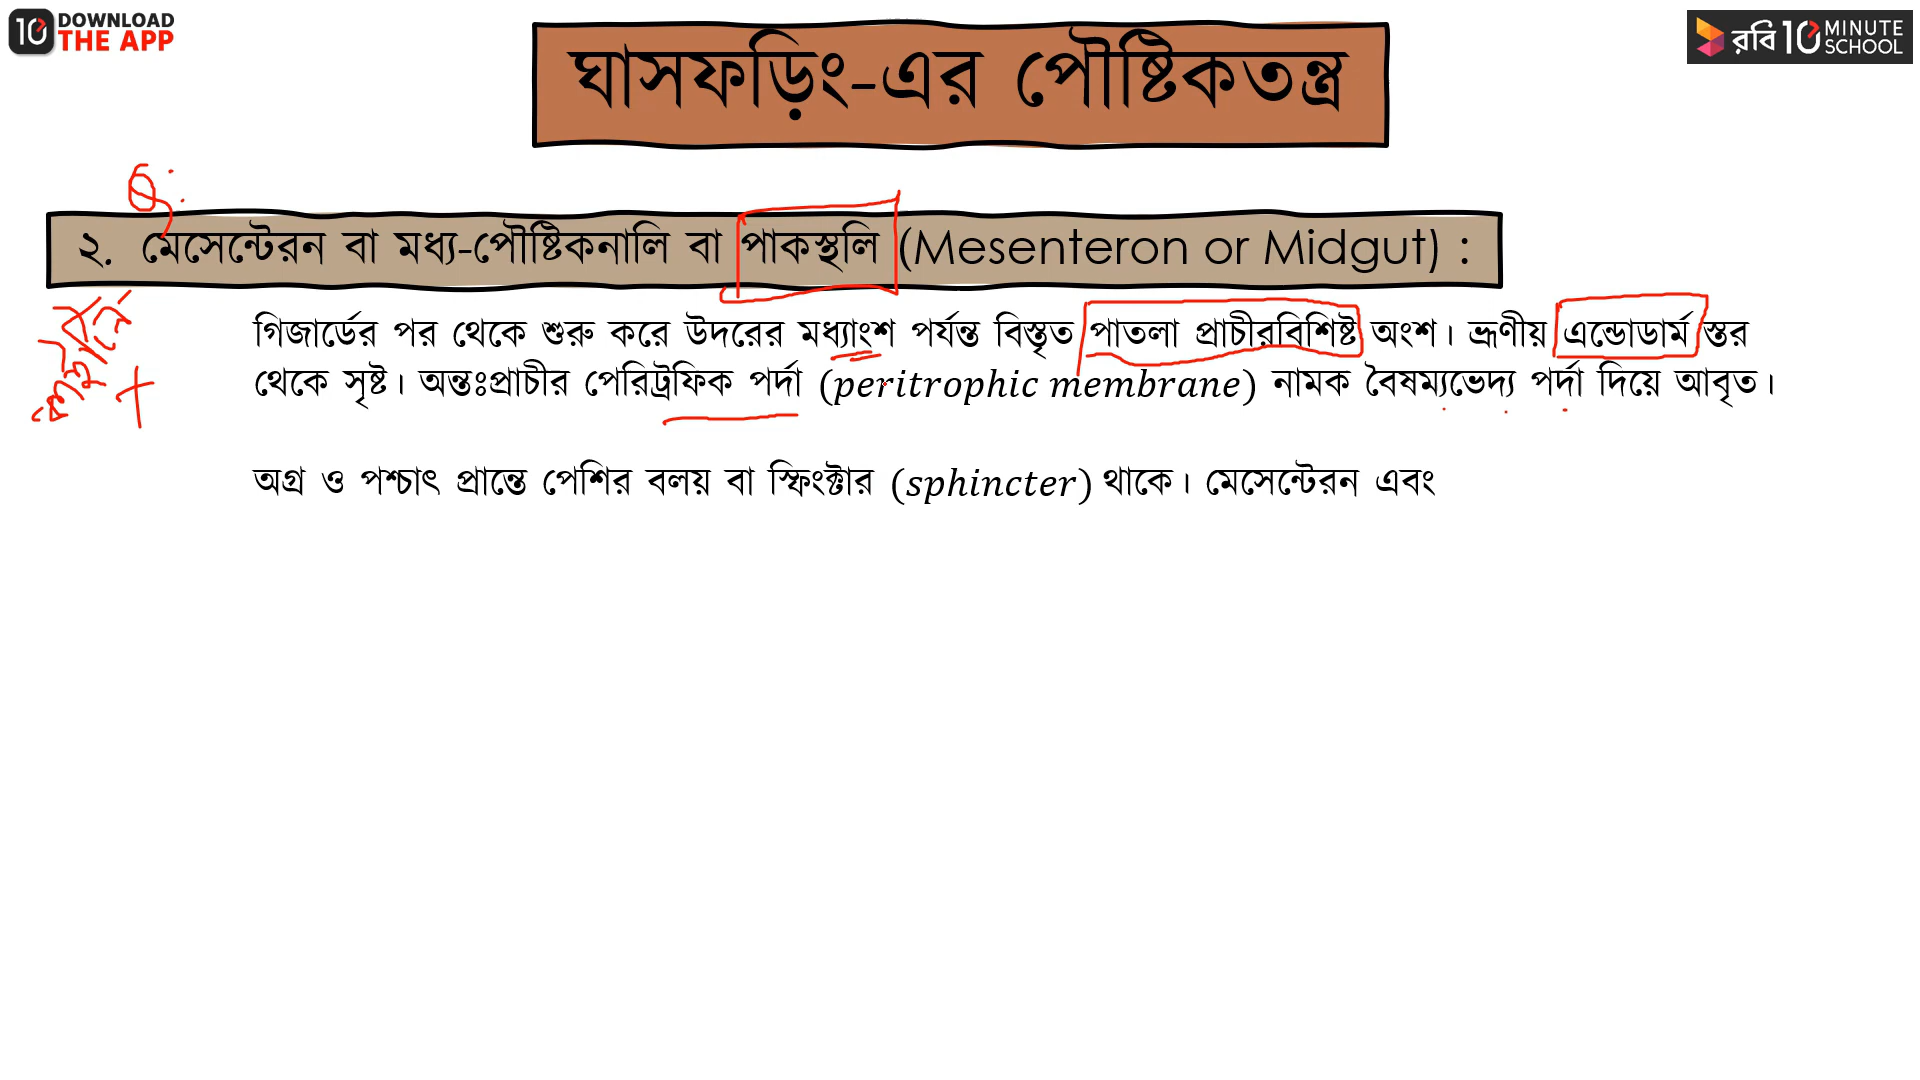 10 DOWNLOAD THE APP
রবি 10 MINUTE SCHOOL
ঘাসফড়িং-এর পৌষ্টিকতন্ত্র
Q:
২. মেসেন্টেরন বা মধ্য-পৌষ্টিকনালি বা পাকস্থলি (Mesenteron or Midgut) :
গিজার্ডের পর থেকে শুরু করে উদরের মধ্যাংশ পর্যন্ত বিস্তৃত পাতলা প্রাচীরবিশিষ্ট অংশ। ভ্রূণীয় এন্ডোডার্ম স্তর
থেকে সৃষ্ট। অন্তঃপ্রাচীর পেরিট্রফিক পর্দা (peritrophic membrane) নামক বৈষম্যভেদ্য পর্দা দিয়ে আবৃত।
অগ্র ও পশ্চাৎ প্রান্তে পেশির বলয় বা স্ফিংক্টার (sphincter) থাকে। মেসেন্টেরন এবং